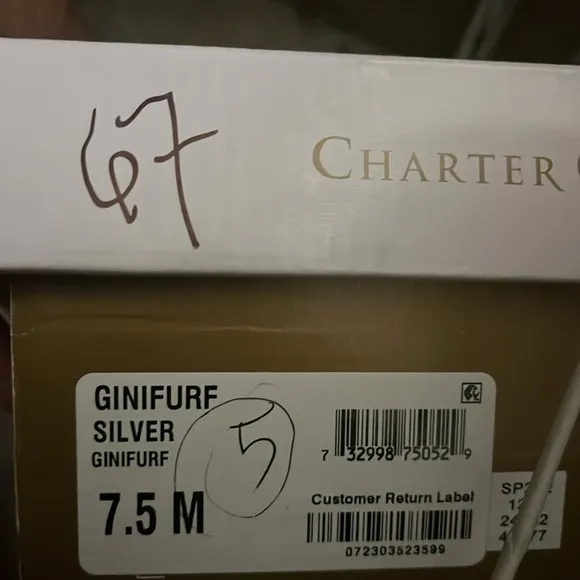 67
CHARTER
GINIFURF
SILVER
GINIFURF
5
7.5 M
7 32998 75052 9
Customer Return Label
072303523599